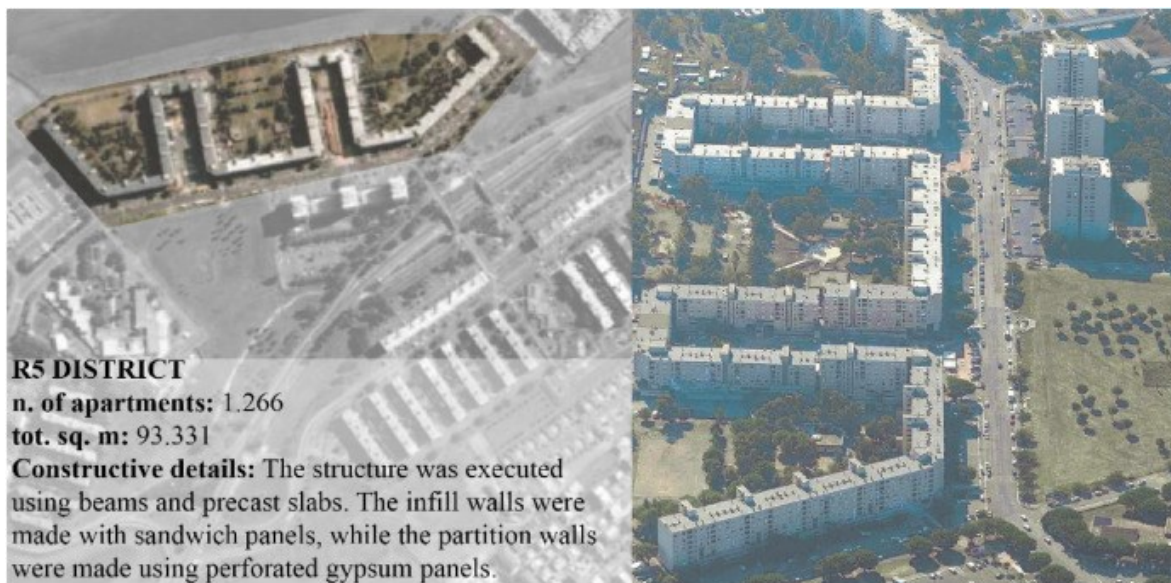 R5 DISTRICT
n. of apartments: 1.266
tot. sq. m: 93.331
Constructive details: The structure was executed
using beams and precast slabs. The infill walls were
made with sandwich panels, while the partition walls
were made using perforated gypsum panels.